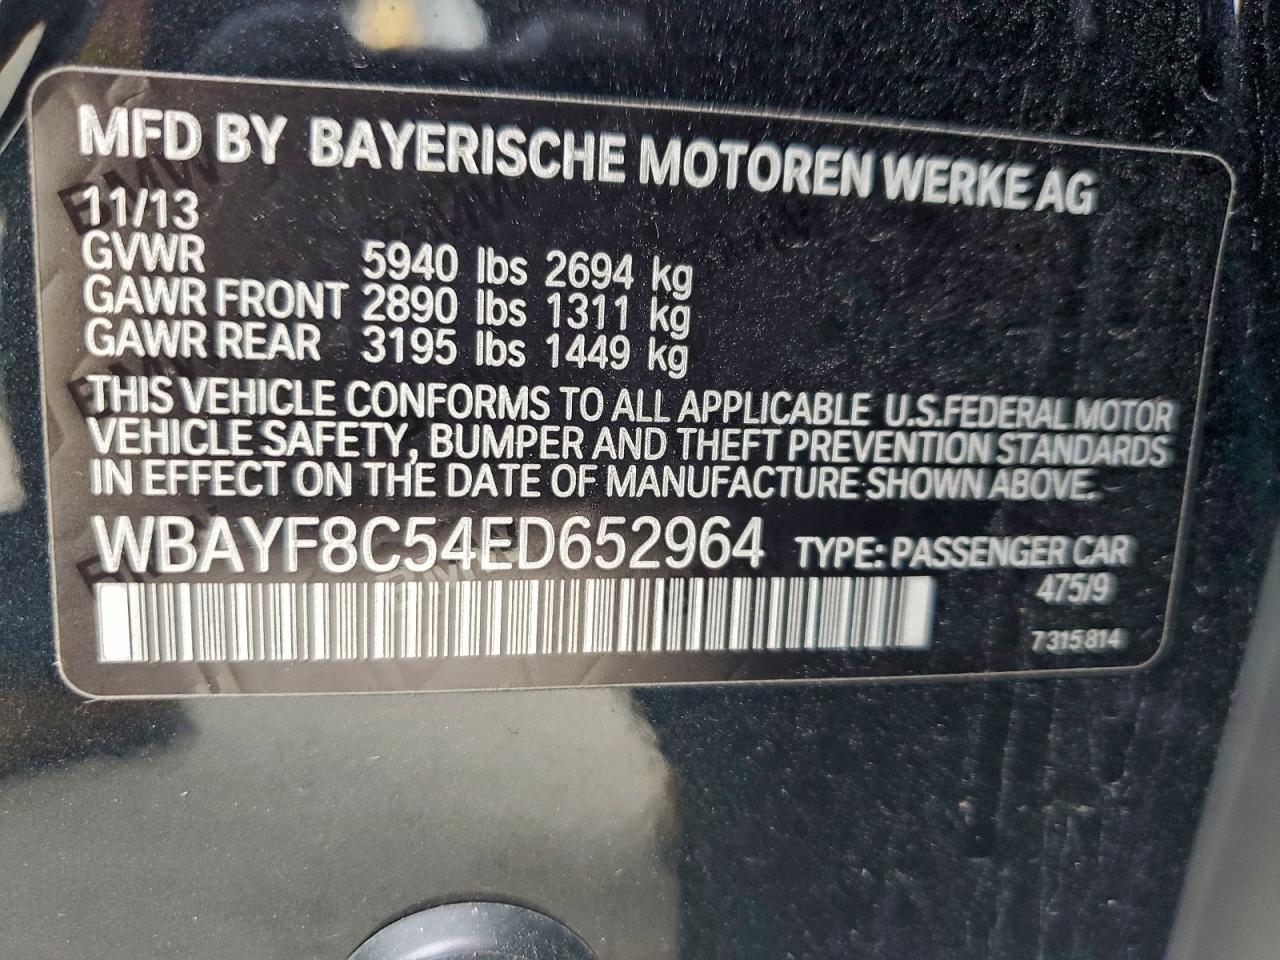 MFD BY BAYERISCHE MOTOREN WERKE AG
11/13
GVWR 5940 lbs 2694 kg
GAWR FRONT 2890 lbs 1311 kg
GAWR REAR 3195 lbs 1449 kg
THIS VEHICLE CONFORMS TO ALL APPLICABLE U.S.FEDERAL MOTOR
VEHICLE SAFETY, BUMPER AND THEFT PREVENTION STANDARDS
IN EFFECT ON THE DATE OF MANUFACTURE SHOWN ABOVE.
WBAYF8C54ED652964 TYPE: PASSENGER CAR
475/9
7315814